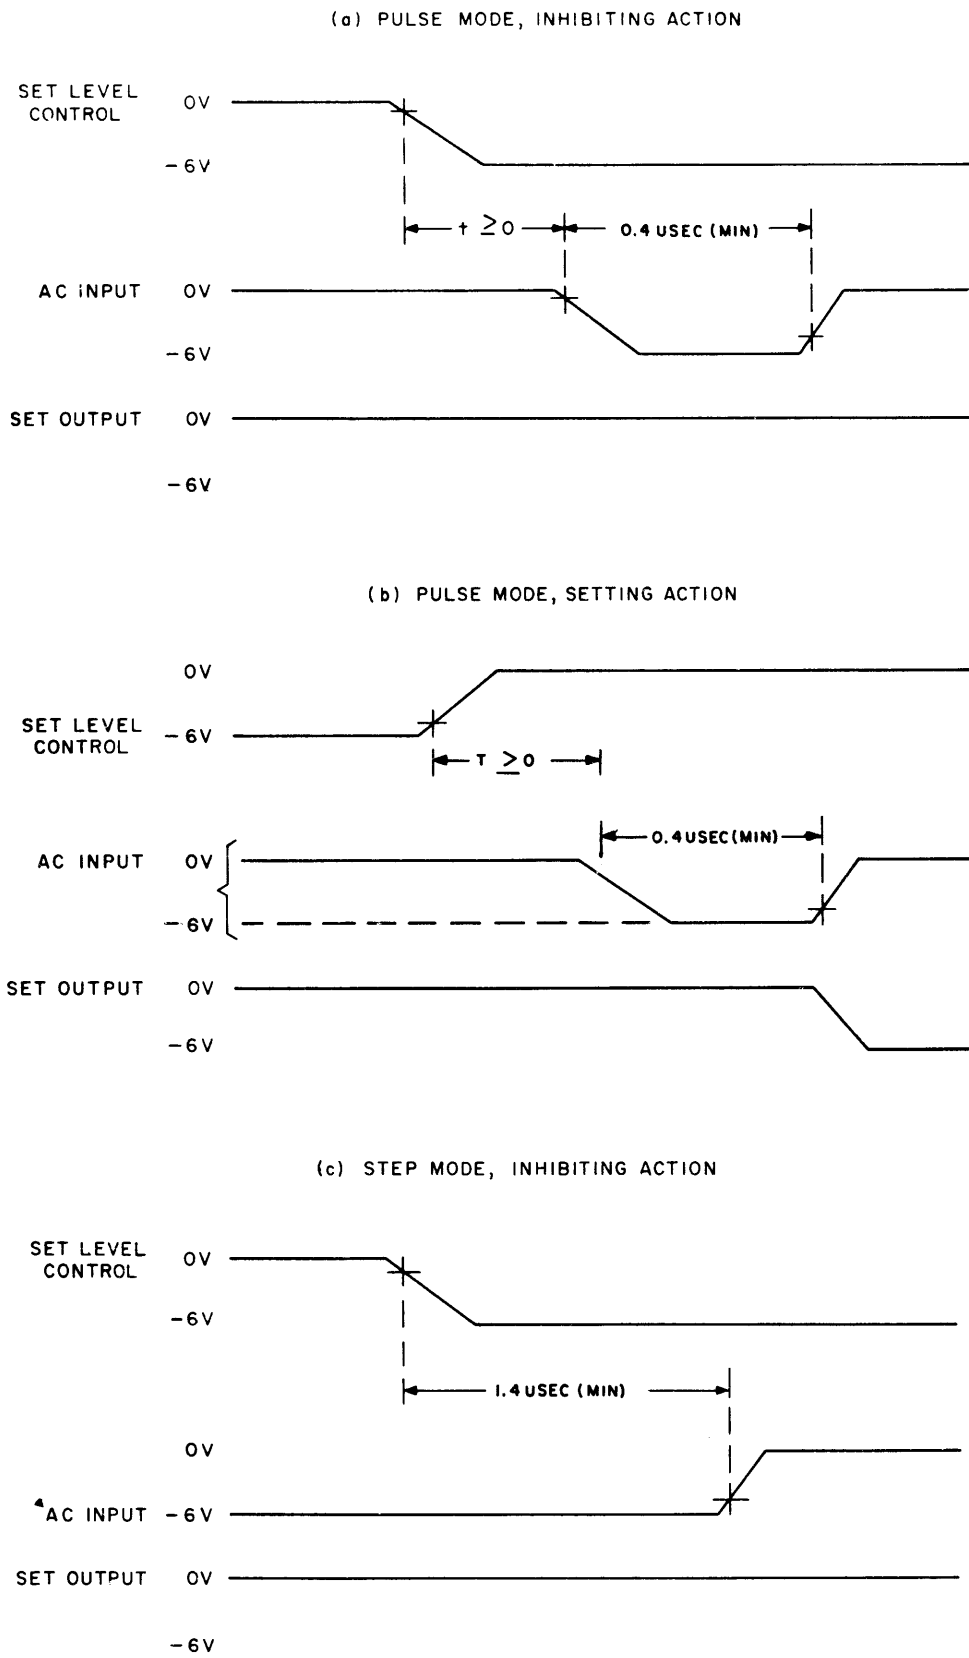 (a) PULSE MODE, INHIBITING ACTION
SET LEVEL
CONTROL
0V
-6V
t ≥0
0.4 USEC (MIN)
AC INPUT
0V
-6V
SET OUTPUT
0V
-6V
(b) PULSE MODE, SETTING ACTION
0V
SET LEVEL
CONTROL
-6V
T ≥0
0.4 USEC (MIN)
AC INPUT
0V
-6V
SET OUTPUT
0V
-6V
(c) STEP MODE, INHIBITING ACTION
SET LEVEL
CONTROL
0V
-6V
1.4 USEC (MIN)
0V
AC INPUT
-6V
SET OUTPUT
0V
-6V